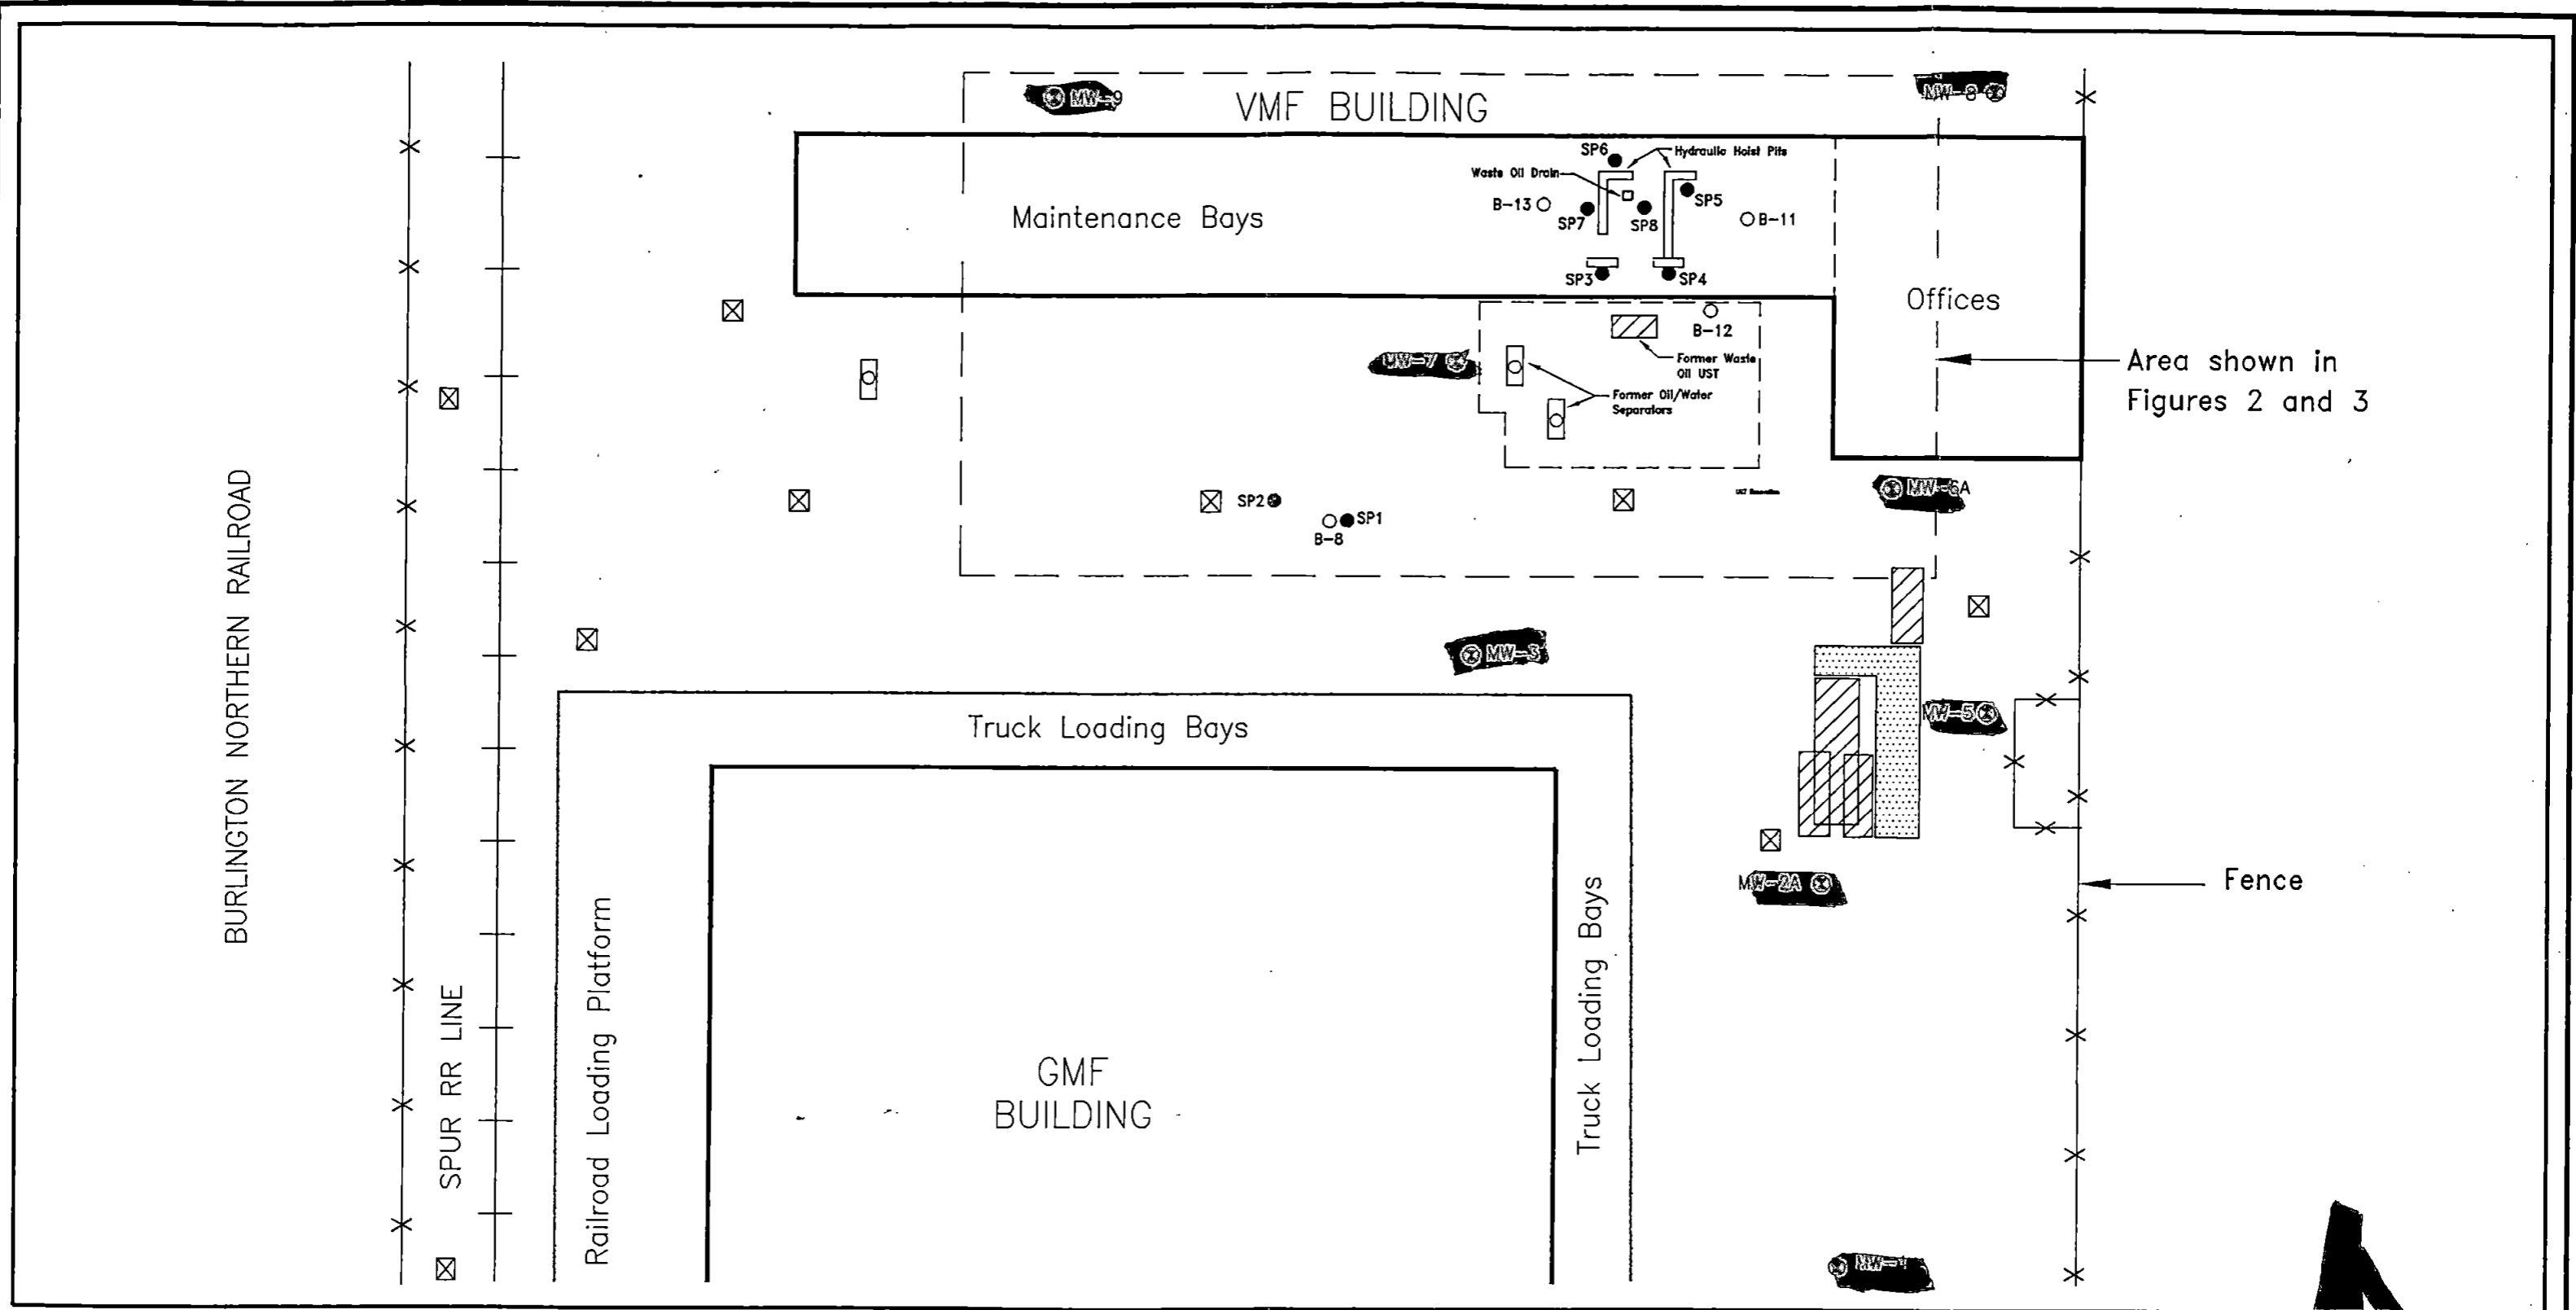 MW-9
VMF BUILDING
MW-8
SP6
Hydraulic Hoist Pits
Waste Oil Drain
B-13
SP7
SP8
SP5
B-11
Maintenance Bays
SP3
SP4
Offices
B-12
MW-7
Former Waste
Oil UST
Former Oil/Water
Separators
Area shown in
Figures 2 and 3
MW-6A
SP2
SP1
B-8
BURLINGTON NORTHERN RAILROAD
MW-3
Truck Loading Bays
MW-5
MW-2A
Fence
Railroad Loading Platform
Truck Loading Bays
SPUR RR LINE
GMF
BUILDING